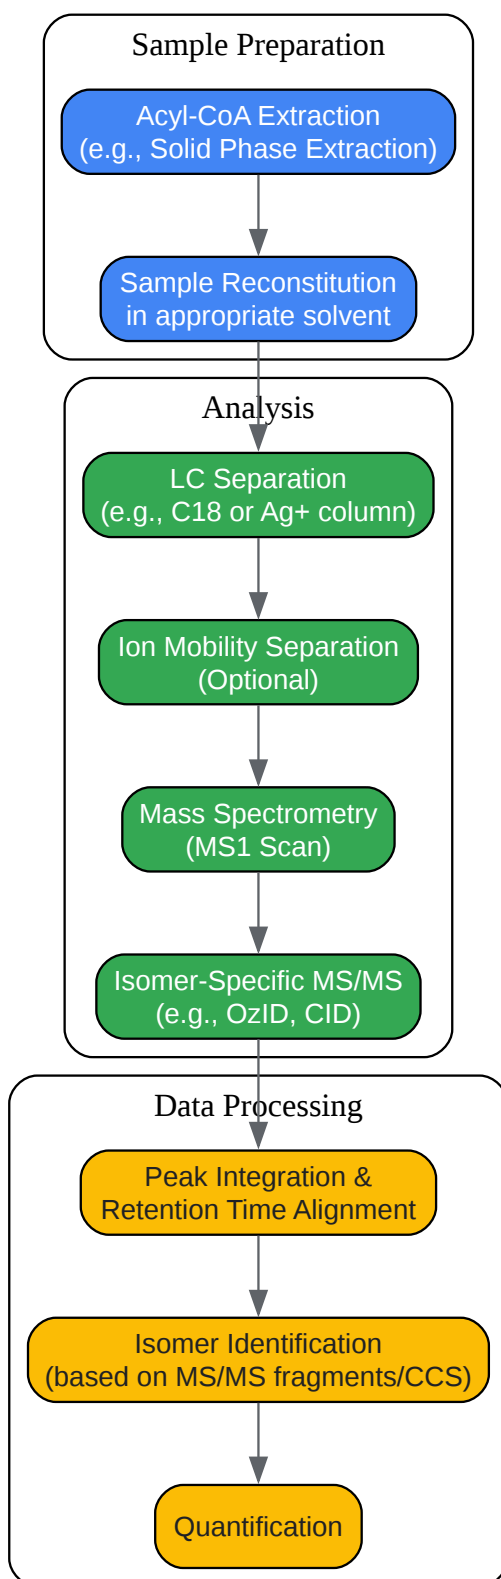 Sample Preparation
Acyl-CoA Extraction
(e.g., Solid Phase Extraction)
Sample Reconstitution
in appropriate solvent
Analysis
LC Separation
(e.g., C18 or Ag+ column)
Ion Mobility Separation
(Optional)
Mass Spectrometry
(MS1 Scan)
Isomer-Specific MS/MS
(e.g., OzID, CID)
Data Processing
Peak Integration &
Retention Time Alignment
Isomer Identification
(based on MS/MS fragments/CCS)
Quantification